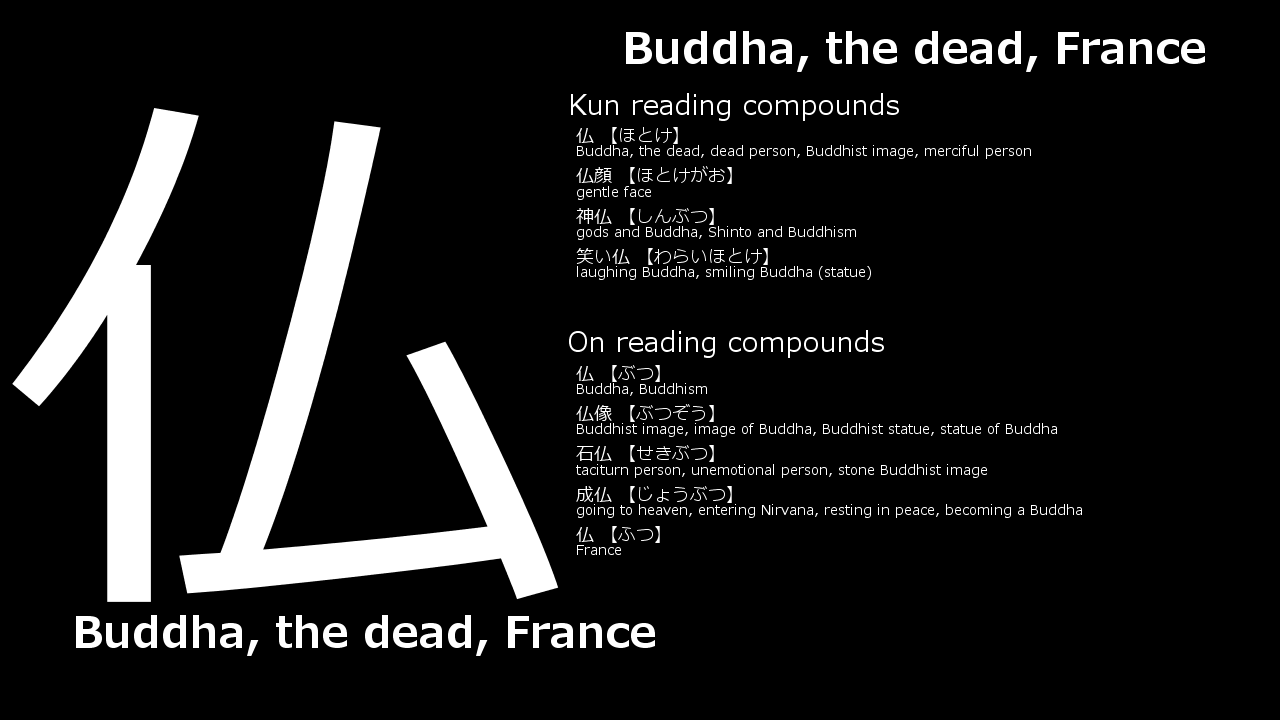 Buddha, the dead, France
仏
Buddha, the dead, France
Kun reading compounds
仏 【ほとけ】
Buddha, the dead, dead person, Buddhist image, merciful person
仏顔 【ほとけがお】
gentle face
神仏 【しんぶつ】
gods and Buddha, Shinto and Buddhism
笑い仏 【わらいほとけ】
laughing Buddha, smiling Buddha (statue)
On reading compounds
仏 【ぶつ】
Buddha, Buddhism
仏像 【ぶつぞう】
Buddhist image, image of Buddha, Buddhist statue, statue of Buddha
石仏 【せきぶつ】
taciturn person, unemotional person, stone Buddhist image
成仏 【じょうぶつ】
going to heaven, entering Nirvana, resting in peace, becoming a Buddha
仏 【ふつ】
France